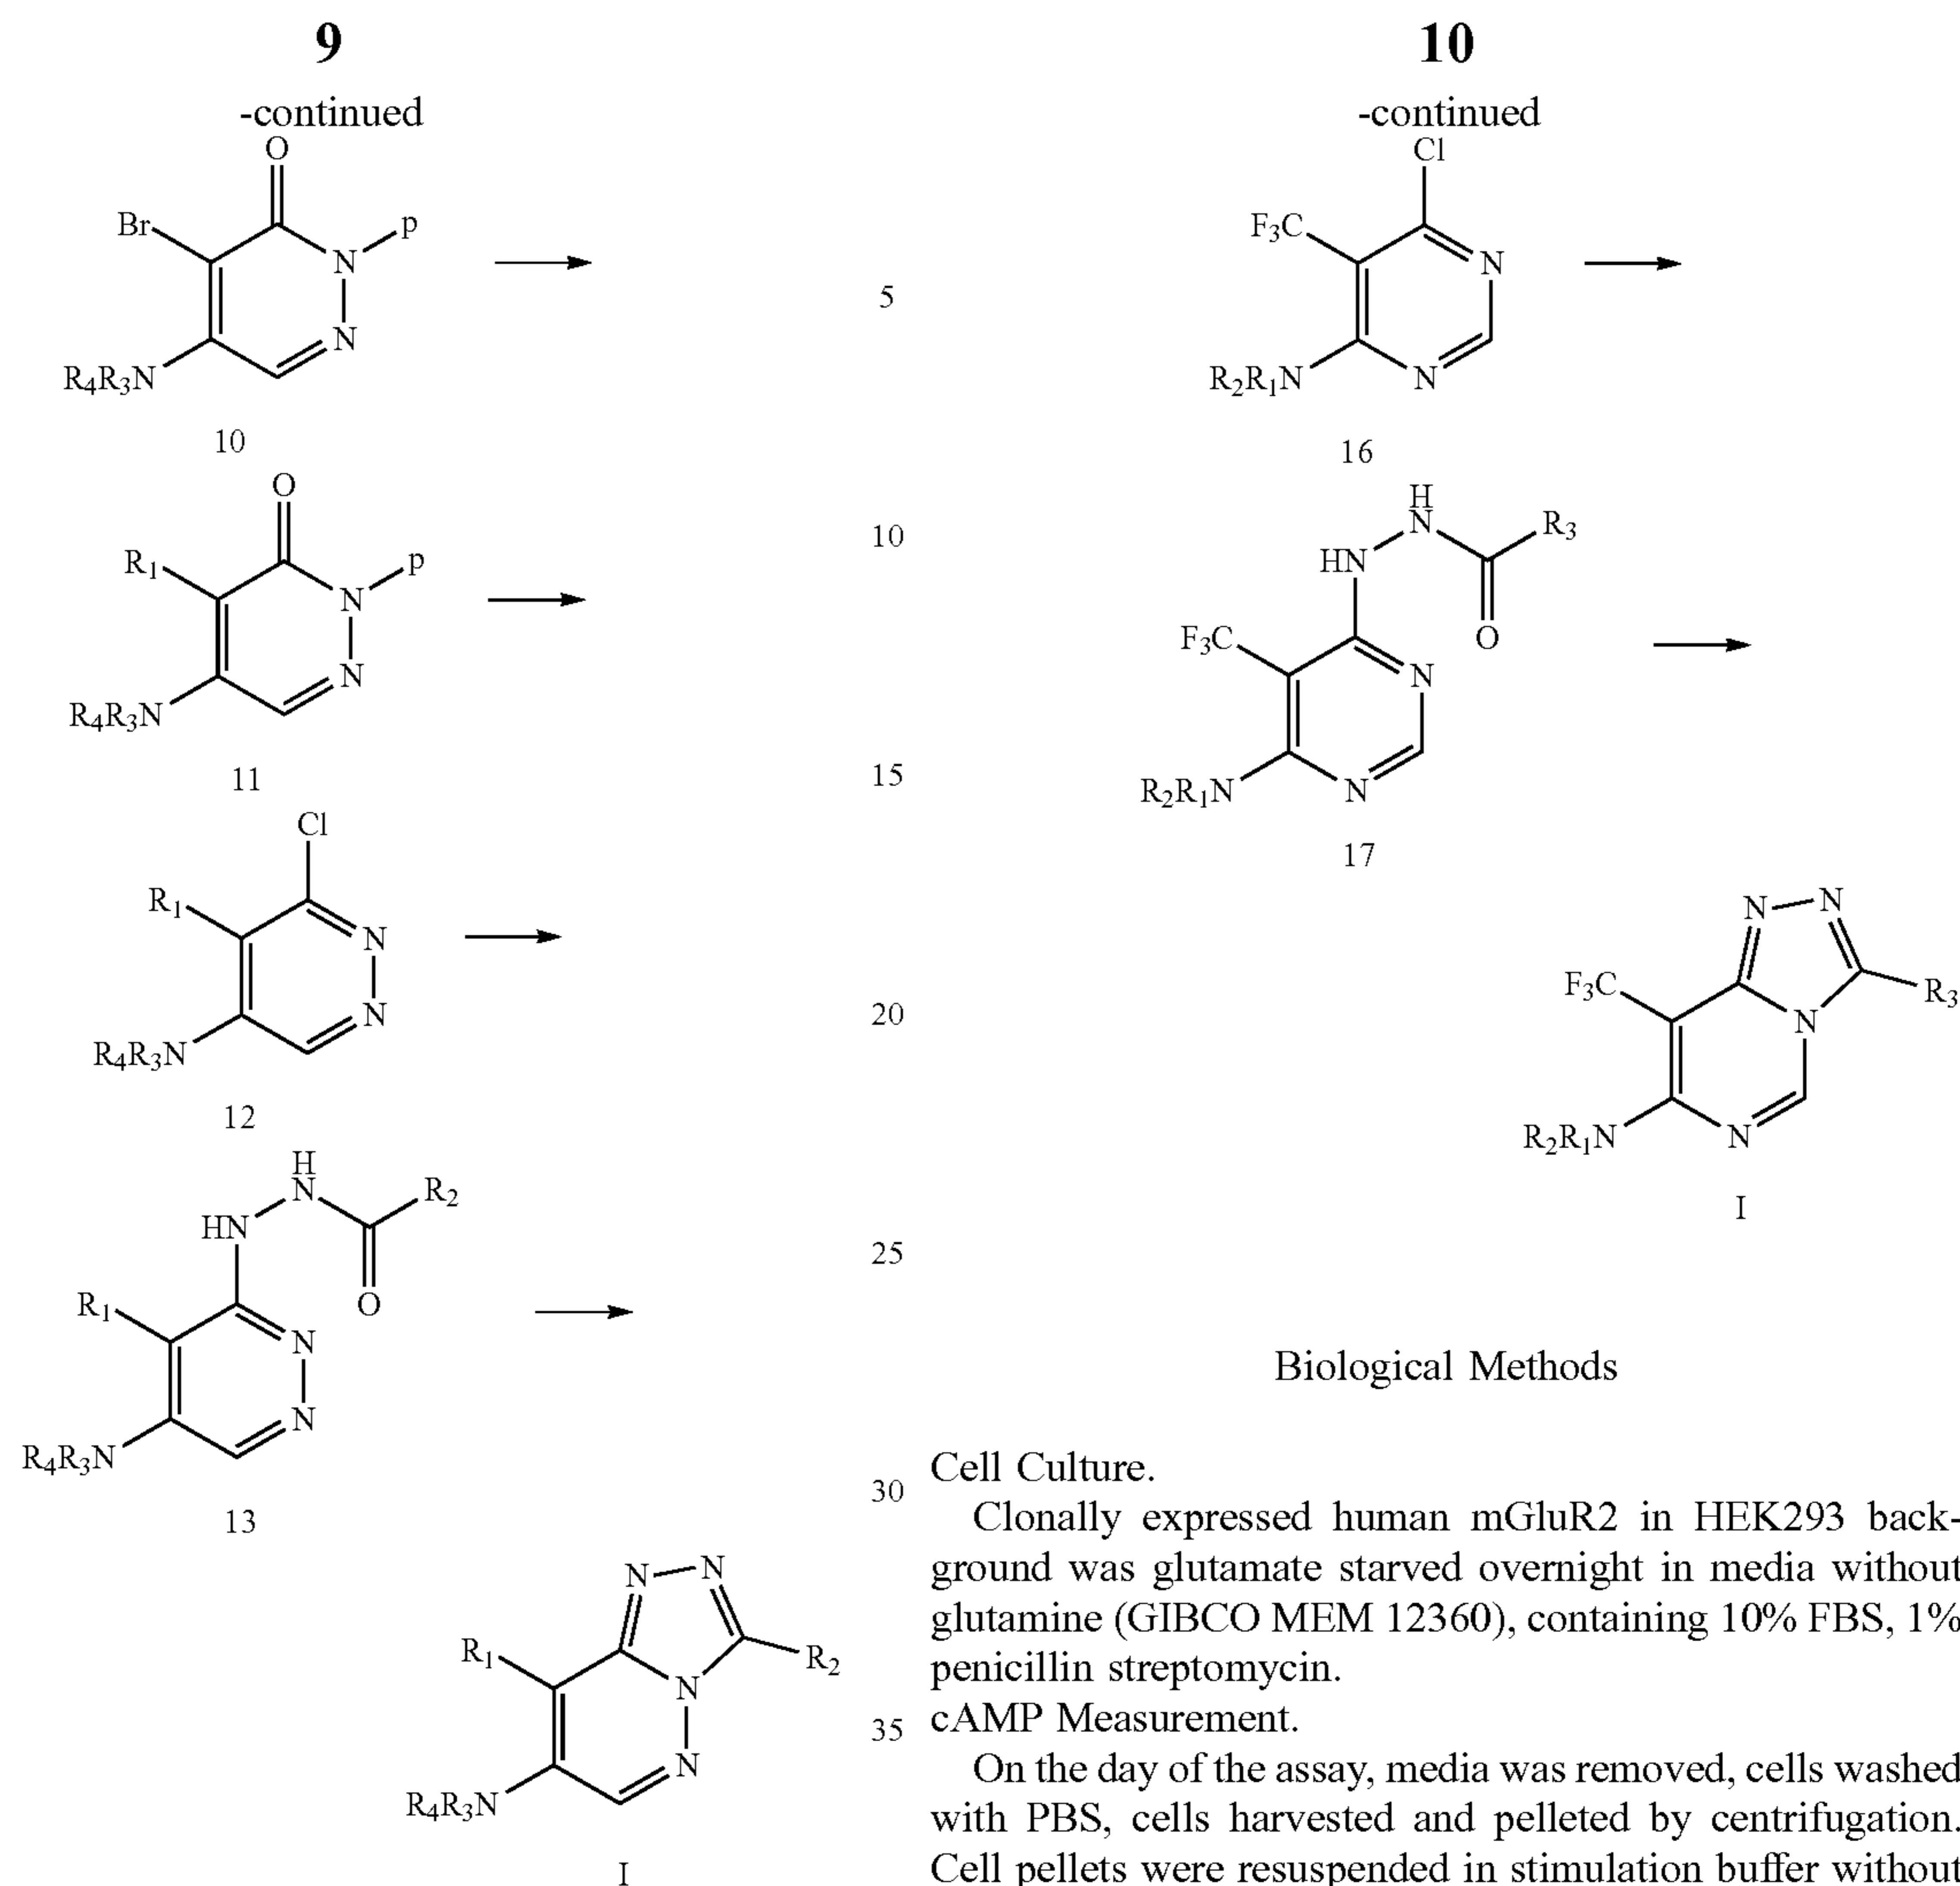 9
-continued
O
Br
N
p
N
R4R3N
10
O
R1
N
p
N
R4R3N
11
Cl
R1
N
N
R4R3N
12
H
N
R2
HN
O
R1
N
N
R4R3N
13
N
N
R1
R2
N
N
R4R3N
I
5
10
15
20
25
30
35
10
-continued
Cl
F3C
N
N
R2R1N
16
H
N
R3
HN
O
F3C
N
N
R2R1N
17
N
N
F3C
R3
N
N
R2R1N
I
Biological Methods
Cell Culture.
Clonally expressed human mGluR2 in HEK293 back-
ground was glutamate starved overnight in media without
glutamine (GIBCO MEM 12360), containing 10% FBS, 1%
penicillin streptomycin.
cAMP Measurement.
On the day of the assay, media was removed, cells washed
with PBS, cells harvested and pelleted by centrifugation.
Cell pellets were resuspended in stimulation buffer without